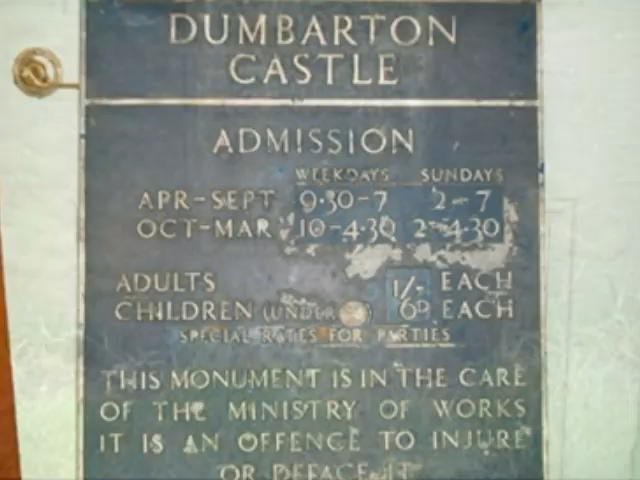 DUMBARTON
CASTLE
ADMISSION
WEEKDAYS SUNDAYS
APR-SEPT 9·30-7 2-7
OCT-MAR 10-4·30 2-4·30
ADULTS 1/- EACH
CHILDREN (UNDER 6D EACH
SPECIAL RATES FOR PARTIES
THIS MONUMENT IS IN THE CARE
OF THE MINISTRY OF WORKS
IT IS AN OFFENCE TO INJURE
OR DEFACE IT